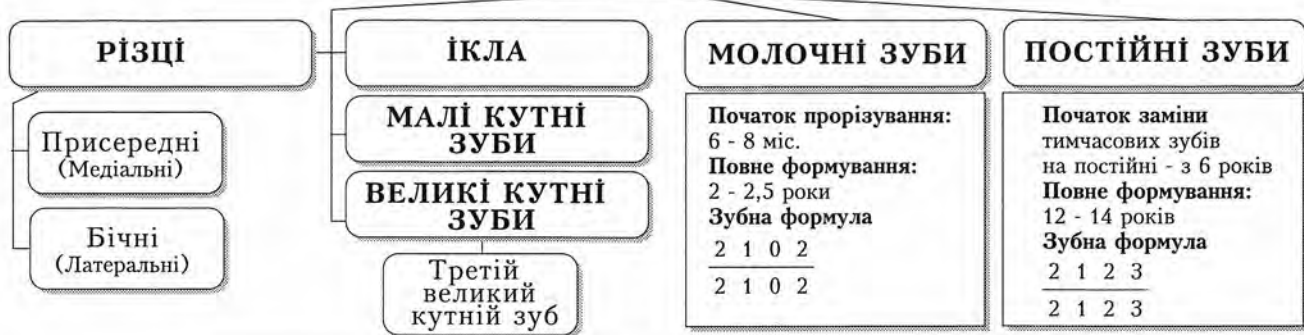 РІЗЦІ
Присередні
(Медіальні)
Бічні
(Латеральні)
ІКЛА
МАЛІ КУТНІ
ЗУБИ
ВЕЛИКІ КУТНІ
ЗУБИ
Третій
великий
кутній зуб
МОЛОЧНІ ЗУБИ
Початок прорізування:
6 - 8 міс.
Повне формування:
2 - 2,5 роки
Зубна формула
2 1 0 2
2 1 0 2
ПОСТІЙНІ ЗУБИ
Початок заміни
тимчасових зубів
на постійні - з 6 років
Повне формування:
12 - 14 років
Зубна формула
2 1 2 3
2 1 2 3